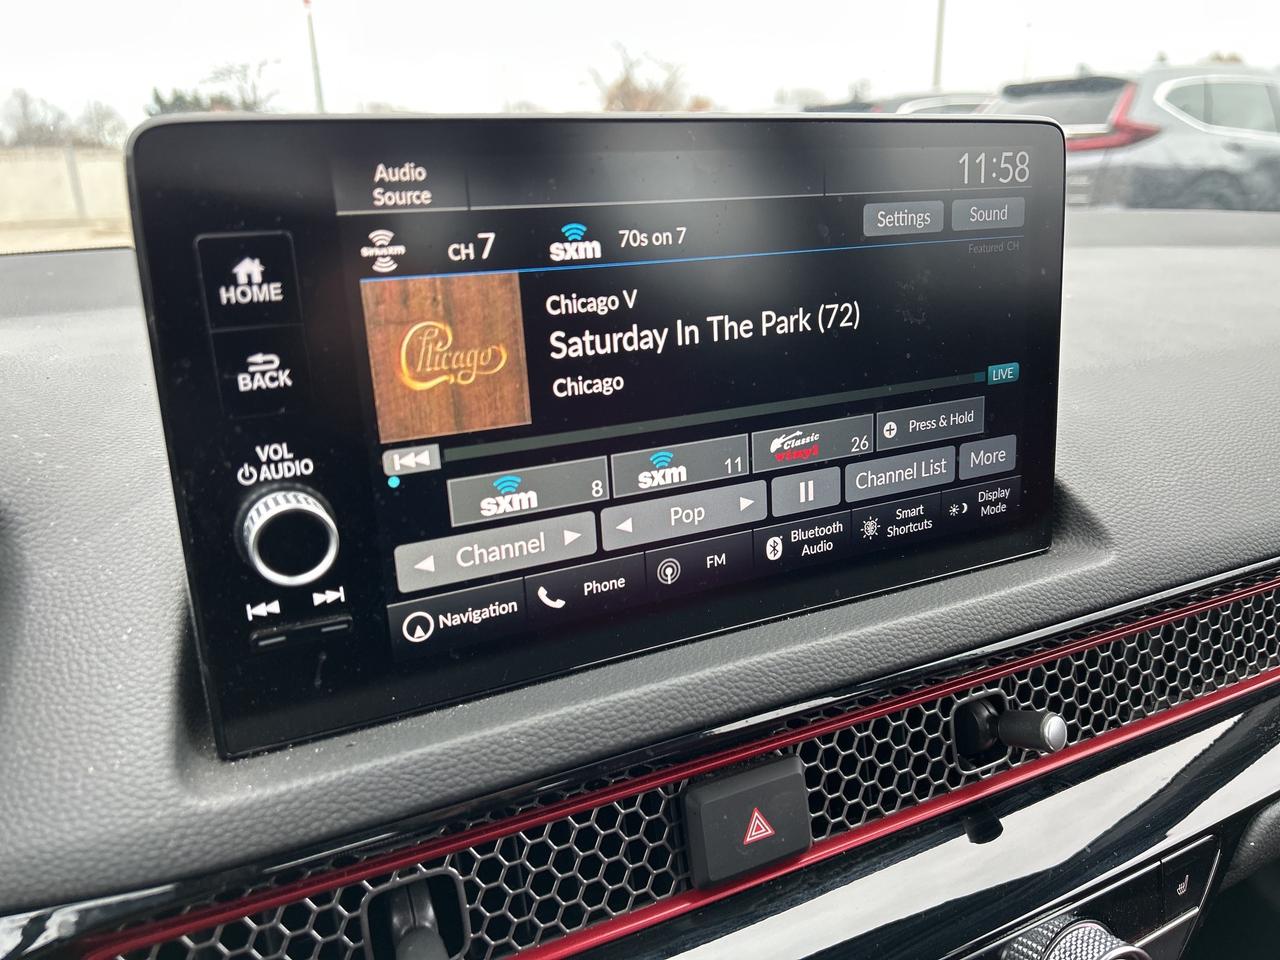 Audio
Source
11:58
Settings
Sound
SiriusXM
CH 7
sxm
70s on 7
Featured CH
HOME
BACK
VOL
AUDIO
Chicago
Chicago V
Saturday In The Park (72)
Chicago
LIVE
sxm 8
sxm 11
Classic vinyl 26
Press & Hold
Channel
Pop
Channel List
More
Navigation
Phone
FM
Bluetooth
Audio
Smart
Shortcuts
Display
Mode